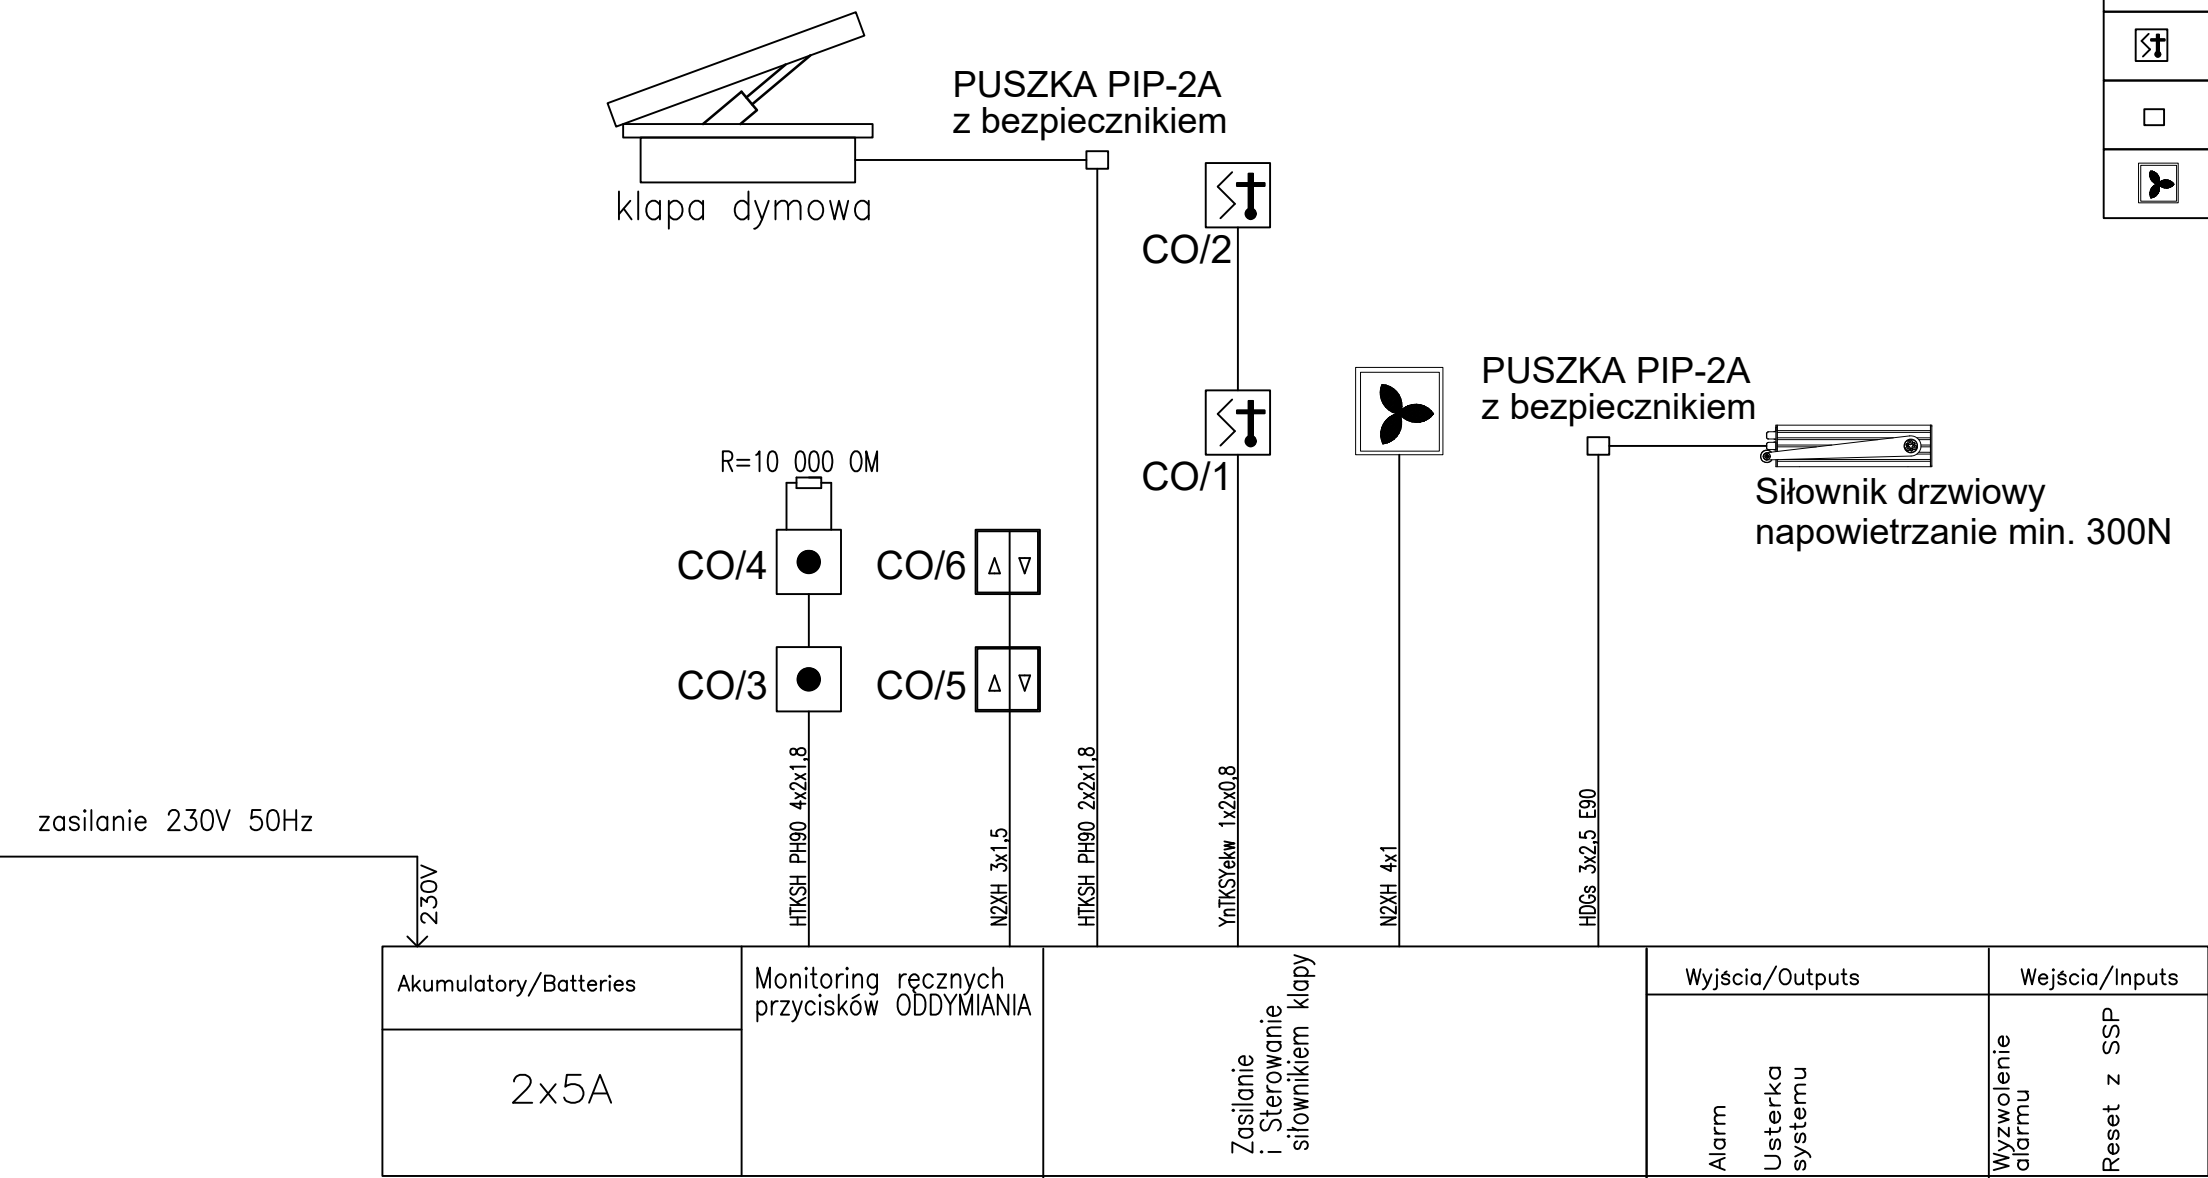 PUSZKA PIP-2A
z bezpiecznikiem
klapa dymowa
CO/2
PUSZKA PIP-2A
z bezpiecznikiem
R=10 000 OM
CO/1
Siłownik drzwiowy
napowietrzanie min. 300N
CO/4
CO/6
CO/3
CO/5
zasilanie 230V 50Hz
230V
HTKSH PH90 4x2x1,8
N2XH 3x1,5
HTKSH PH90 2x2x1,8
YnTKSYekw 1x2x0,8
N2XH 4x1
HDGs 3x2,5 E90
Akumulatory/Batteries
2x5A
Monitoring ręcznych
przycisków ODDYMIANIA
Zasilanie
i Sterowanie
siłownikiem klapy
Wyjścia/Outputs
Alarm
Usterka
systemu
Wejścia/Inputs
Wyzwolenie
alarmu
Reset z SSP